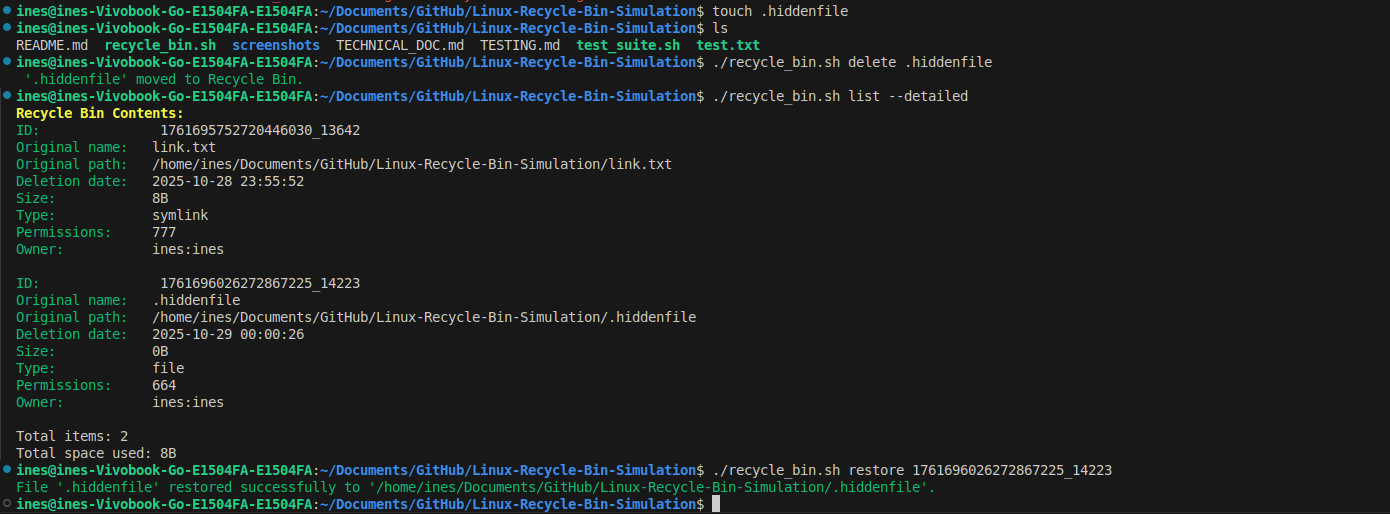 ines@ines-Vivobook-Go-E1504FA-E1504FA:~/Documents/GitHub/Linux-Recycle-Bin-Simulation$ touch .hiddenfile
ines@ines-Vivobook-Go-E1504FA-E1504FA:~/Documents/GitHub/Linux-Recycle-Bin-Simulation$ ls
README.md  recycle_bin.sh  screenshots  TECHNICAL_DOC.md  TESTING.md  test_suite.sh  test.txt
ines@ines-Vivobook-Go-E1504FA-E1504FA:~/Documents/GitHub/Linux-Recycle-Bin-Simulation$ ./recycle_bin.sh delete .hiddenfile
 '.hiddenfile' moved to Recycle Bin.
ines@ines-Vivobook-Go-E1504FA-E1504FA:~/Documents/GitHub/Linux-Recycle-Bin-Simulation$ ./recycle_bin.sh list --detailed
Recycle Bin Contents:
ID:               1761695752720446030_13642
Original name:   link.txt
Original path:   /home/ines/Documents/GitHub/Linux-Recycle-Bin-Simulation/link.txt
Deletion date:   2025-10-28 23:55:52
Size:            8B
Type:            symlink
Permissions:     777
Owner:           ines:ines

ID:               1761696026272867225_14223
Original name:   .hiddenfile
Original path:   /home/ines/Documents/GitHub/Linux-Recycle-Bin-Simulation/.hiddenfile
Deletion date:   2025-10-29 00:00:26
Size:            0B
Type:            file
Permissions:     664
Owner:           ines:ines

Total items: 2
Total space used: 8B
ines@ines-Vivobook-Go-E1504FA-E1504FA:~/Documents/GitHub/Linux-Recycle-Bin-Simulation$ ./recycle_bin.sh restore 1761696026272867225_14223
File '.hiddenfile' restored successfully to '/home/ines/Documents/GitHub/Linux-Recycle-Bin-Simulation/.hiddenfile'.
ines@ines-Vivobook-Go-E1504FA-E1504FA:~/Documents/GitHub/Linux-Recycle-Bin-Simulation$